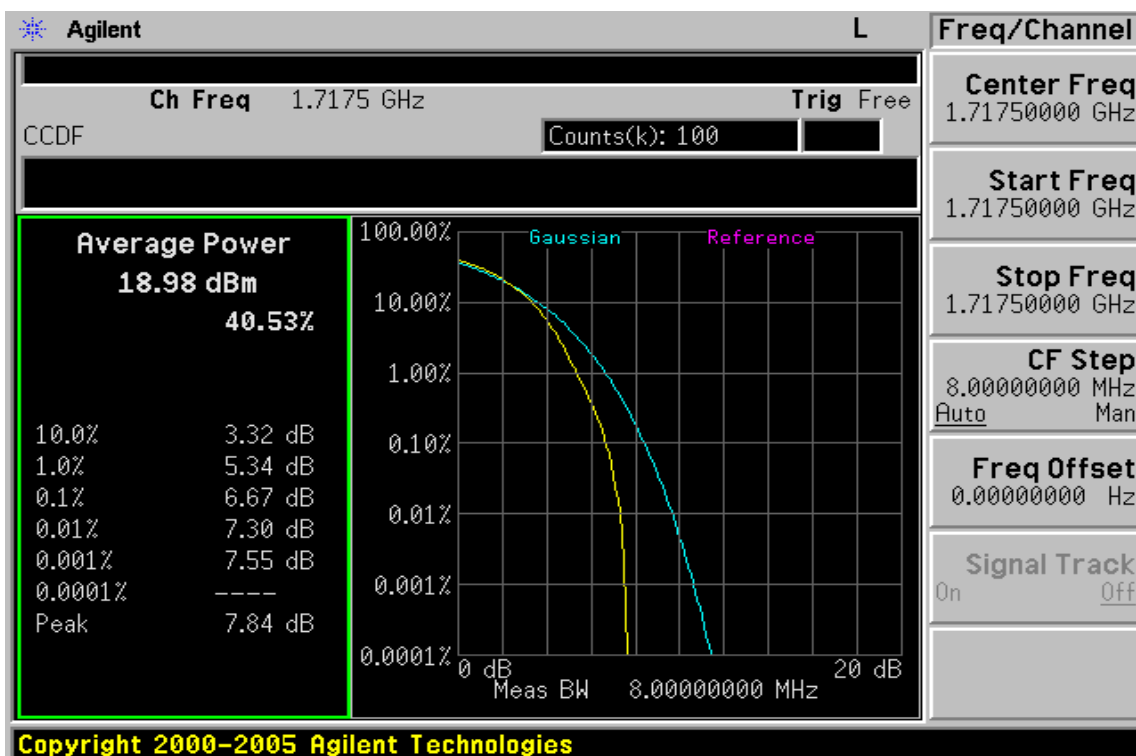 Agilent L Freq/Channel
Ch Freq 1.7175 GHz Trig Free
CCDF Counts(k): 100
Center Freq
1.71750000 GHz
Start Freq
1.71750000 GHz
Stop Freq
1.71750000 GHz
CF Step
8.00000000 MHz
Auto Man
Freq Offset
0.00000000 Hz
Signal Track
On Off
Average Power
18.98 dBm
40.53%
10.0% 3.32 dB
1.0% 5.34 dB
0.1% 6.67 dB
0.01% 7.30 dB
0.001% 7.55 dB
0.0001% ----
Peak 7.84 dB
Gaussian Reference
100.00%
10.00%
1.00%
0.10%
0.01%
0.001%
0.0001%
0 dB 20 dB
Meas BW 8.00000000 MHz
Copyright 2000-2005 Agilent Technologies